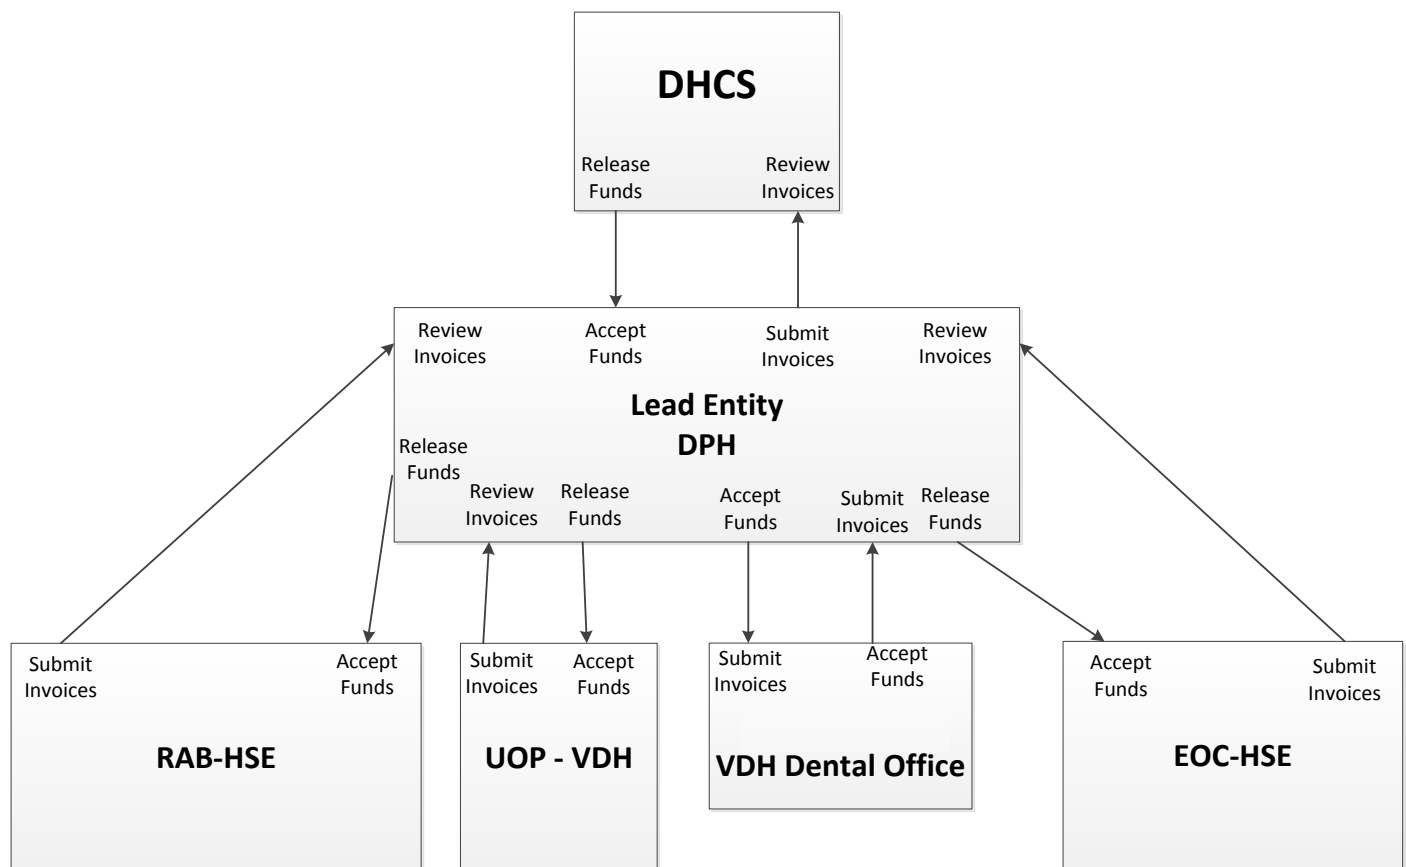 DHCS
Release
Funds
Review
Invoices
Review
Invoices
Accept
Funds
Submit
Invoices
Review
Invoices
Lead Entity
DPH
Release
Funds
Review
Invoices
Release
Funds
Accept
Funds
Submit
Invoices
Release
Funds
Submit
Invoices
Accept
Funds
RAB-HSE
Submit
Invoices
Accept
Funds
UOP - VDH
Submit
Invoices
Accept
Funds
VDH Dental Office
Accept
Funds
Submit
Invoices
EOC-HSE